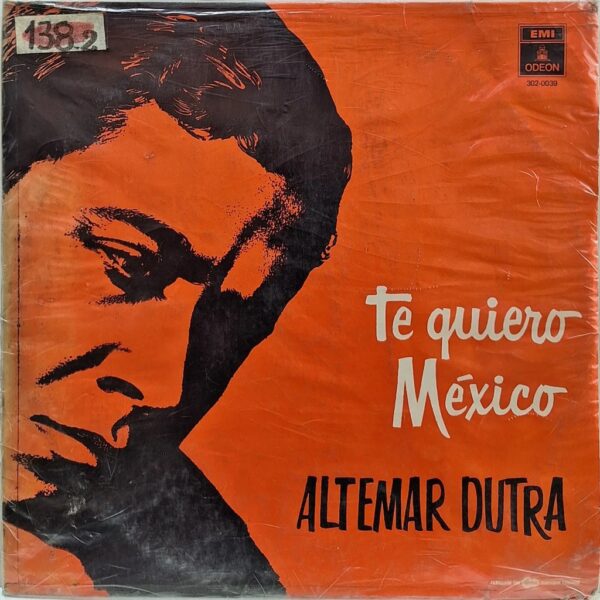 138.2
EMI
ODEON
302-0039
te quiero
México
ALTEMAR DUTRA